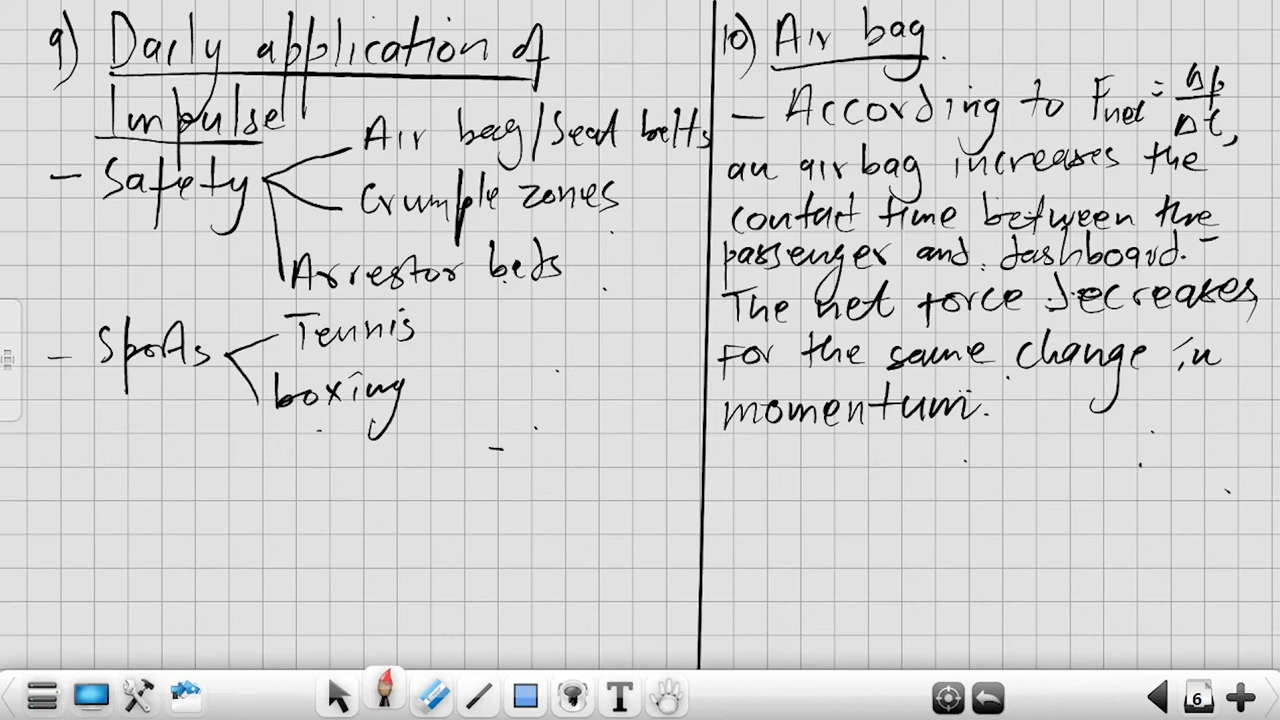 9) Daily application of
Impulse
- Safety
Air bag/Seat belts
Crumple zones
Arrestor beds
- Sports
Tennis
boxing
10) Air bag.
- According to Fnet = Δp/Δt,
an airbag increases the
contact time between the
passenger and dashboard.
The net force decreases
for the same change in
momentum.
T
6